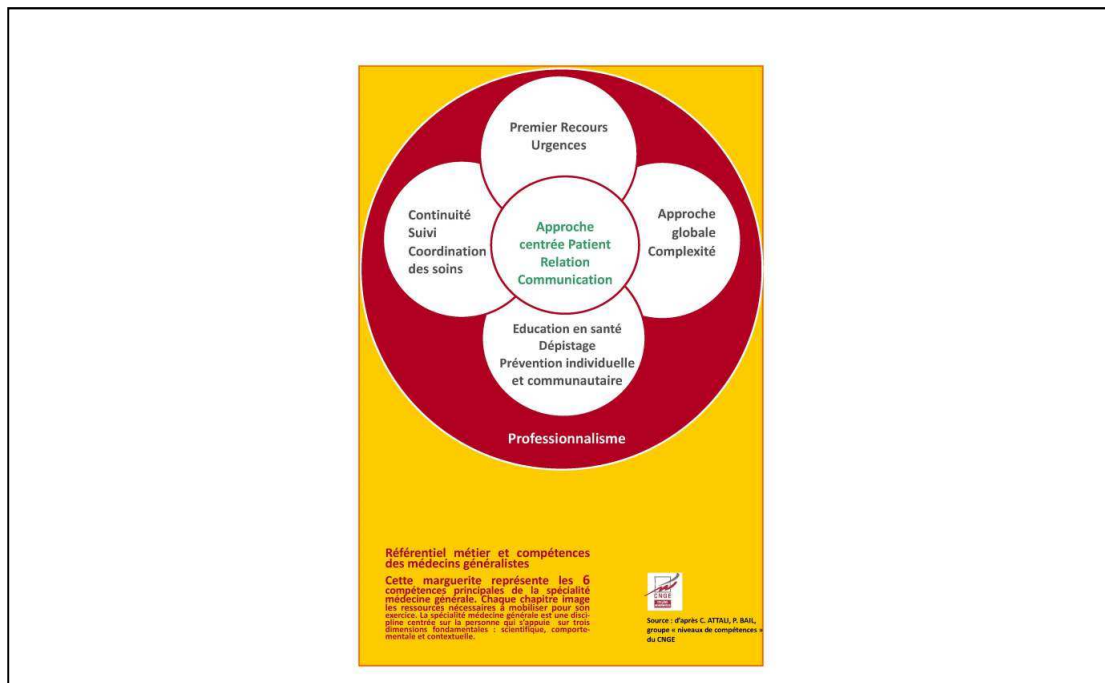 Premier Recours
Urgences
Continuité
Suivi
Coordination
des soins
Approche
centrée Patient
Relation
Communication
Approche
globale
Complexité
Education en santé
Dépistage
Prévention individuelle
et communautaire
Professionnalisme
Référentiel métier et compétences
des médecins généralistes
Cette marguerite représente les 6
compétences principales de la spécialité
médecine générale. Chaque chapitre image
les ressources nécessaires à mobiliser pour son
exercice. La spécialité médecine générale est une disci-
pline centrée sur la personne qui s'appuie sur trois
dimensions fondamentales : scientifique, comporte-
mentale et contextuelle.
CNGE
Source : d'après C. ATTALI, P. BAIL,
groupe « niveaux de compétences »
du CNGE